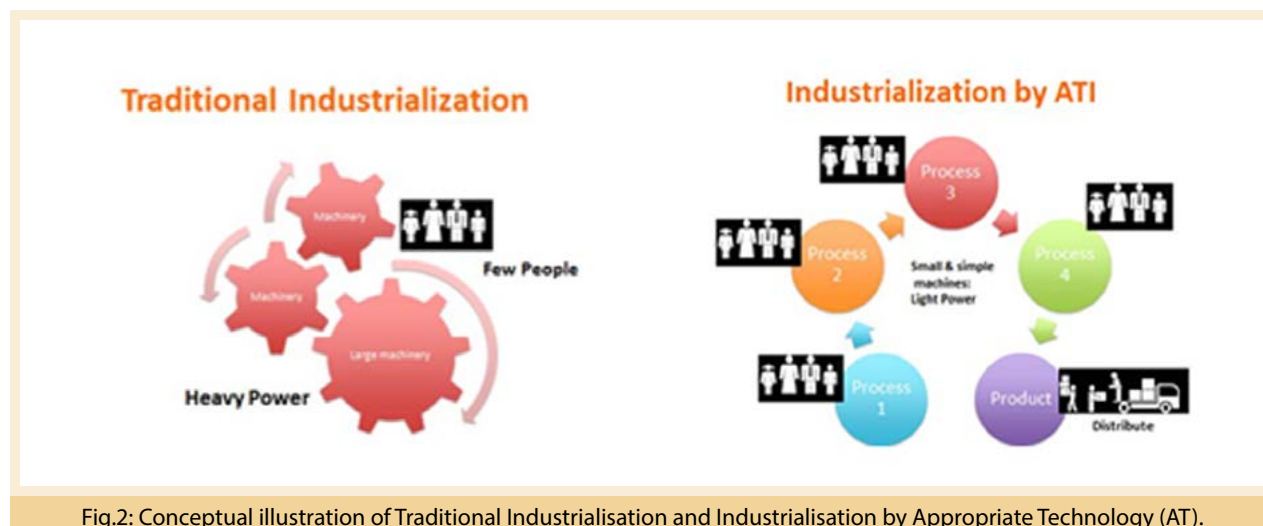 Traditional Industrialization
Machinery
Few People
Machinery
Large machinery
Heavy Power
Industrialization by ATI
Process
3
Process
2
Small & simple
machines:
Light Power
Process
4
Process
1
Product
Distribute
Fig.2: Conceptual illustration of Traditional Industrialisation and Industrialisation by Appropriate Technology (AT).